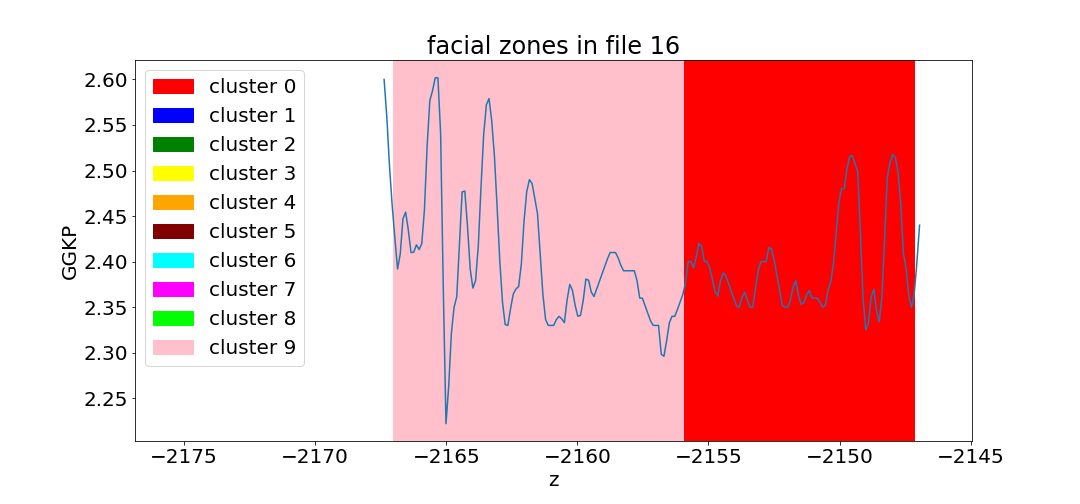 facial zones in file 16
2.60
2.55
2.50
2.45
2.40
2.35
2.30
2.25
GGKP
cluster 0
cluster 1
cluster 2
cluster 3
cluster 4
cluster 5
cluster 6
cluster 7
cluster 8
cluster 9
−2175 −2170 −2165 −2160 −2155 −2150 −2145
z